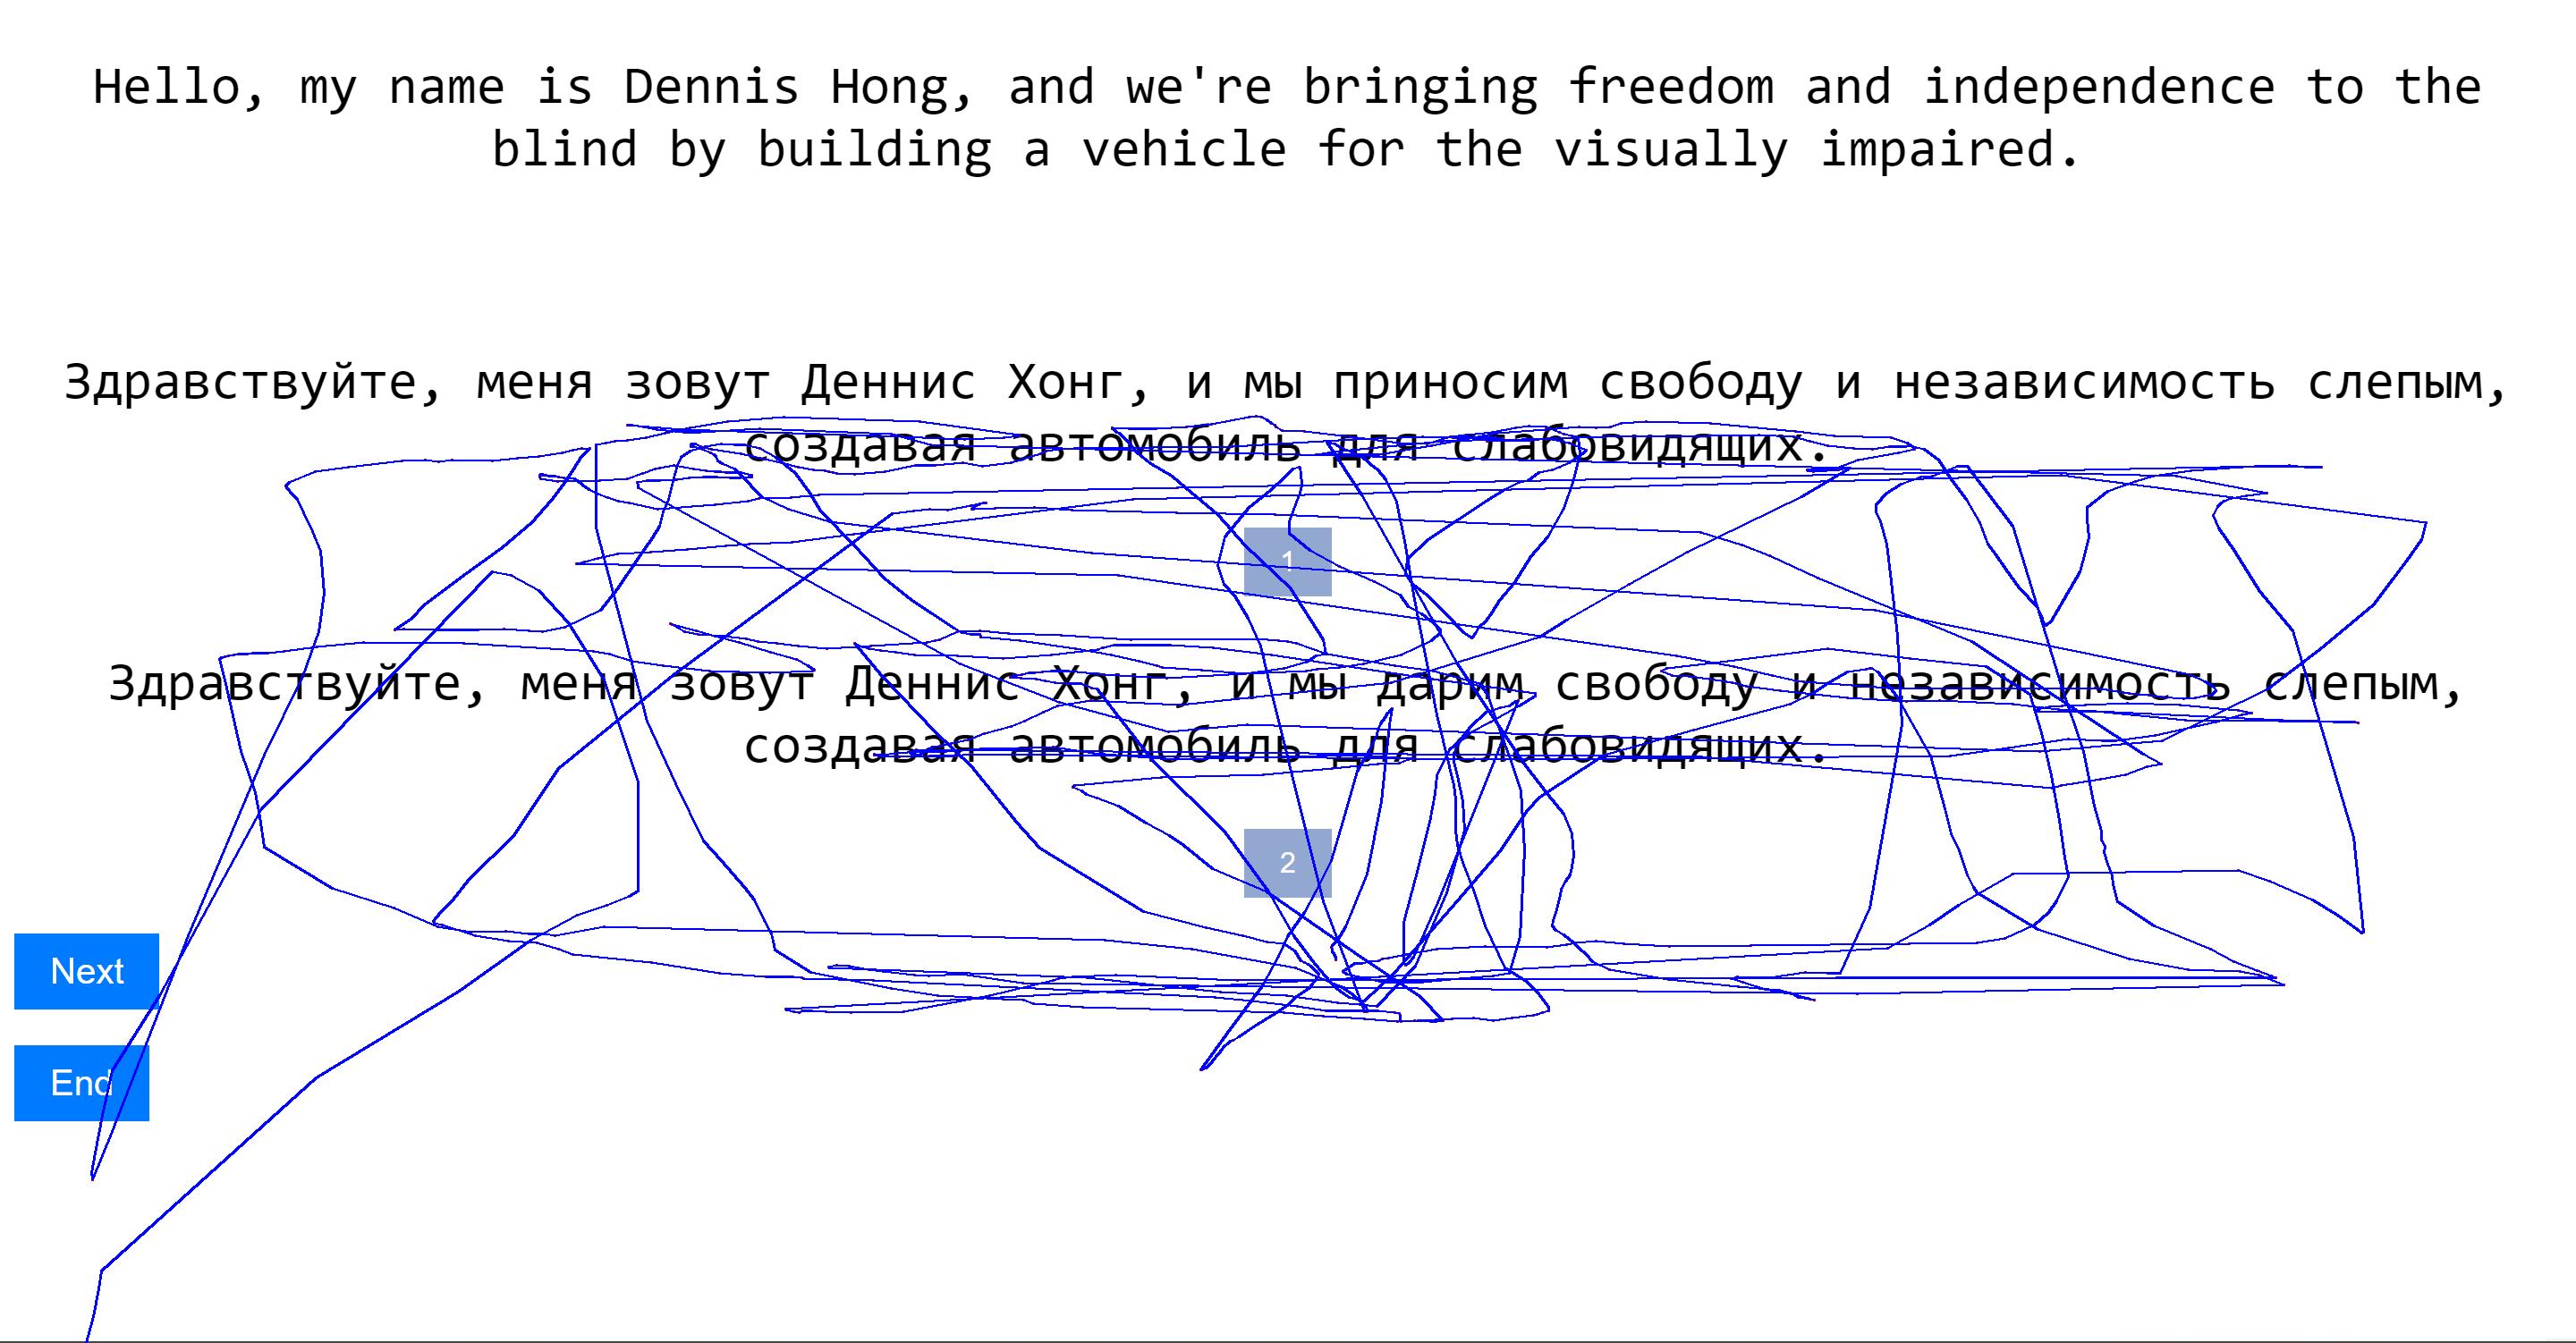 Hello, my name is Dennis Hong, and we're bringing freedom and independence to the
blind by building a vehicle for the visually impaired.
Здравствуйте, меня зовут Деннис Хонг, и мы приносим свободу и независимость слепым,
создавая автомобиль для слабовидящих.
1
Здравствуйте, меня зовут Деннис Хонг, и мы дарим свободу и независимость слепым,
создавая автомобиль для слабовидящих.
2
Next
End